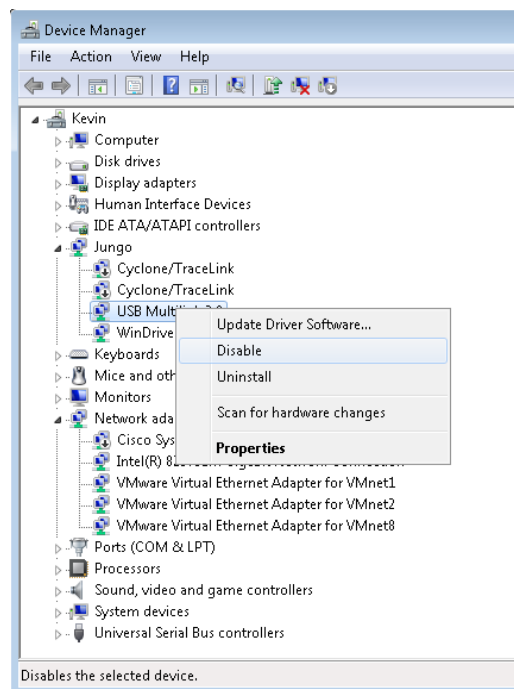 Device Manager
File Action View Help
Kevin
Computer
Disk drives
Display adapters
Human Interface Devices
IDE ATA/ATAPI controllers
Jungo
Cyclone/TraceLink
Cyclone/TraceLink
USB
WinDrive
Update Driver Software...
Disable
Uninstall
Scan for hardware changes
Properties
Keyboards
Mice and oth
Monitors
Network ada
Cisco Sys
Intel(R)
VMware Virtual Ethernet Adapter for VMnet1
VMware Virtual Ethernet Adapter for VMnet2
VMware Virtual Ethernet Adapter for VMnet8
Ports (COM & LPT)
Processors
Sound, video and game controllers
System devices
Universal Serial Bus controllers
Disables the selected device.